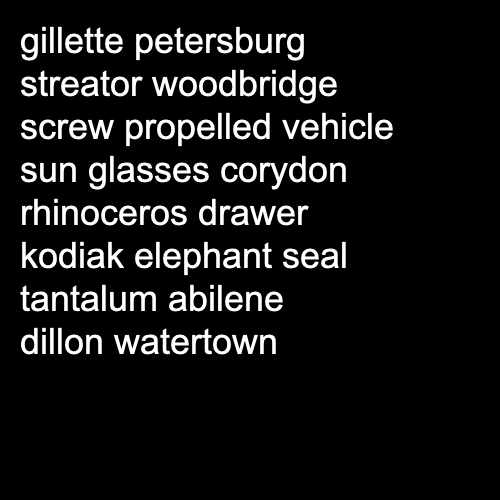 gillette petersburg
streator woodbridge
screw propelled vehicle
sun glasses corydon
rhinoceros drawer
kodiak elephant seal
tantalum abilene
dillon watertown